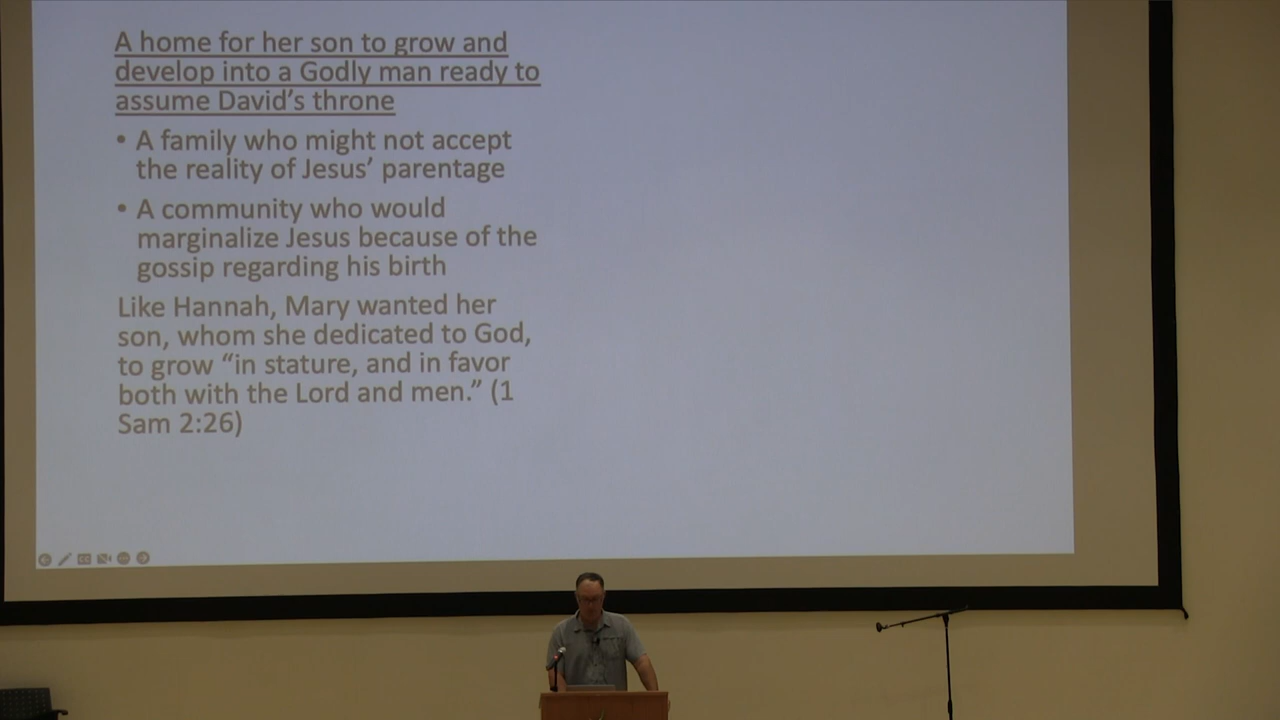 A home for her son to grow and
develop into a Godly man ready to
assume David's throne
• A family who might not accept
the reality of Jesus' parentage
• A community who would
marginalize Jesus because of the
gossip regarding his birth
Like Hannah, Mary wanted her
son, whom she dedicated to God,
to grow “in stature, and in favor
both with the Lord and men.” (1
Sam 2:26)